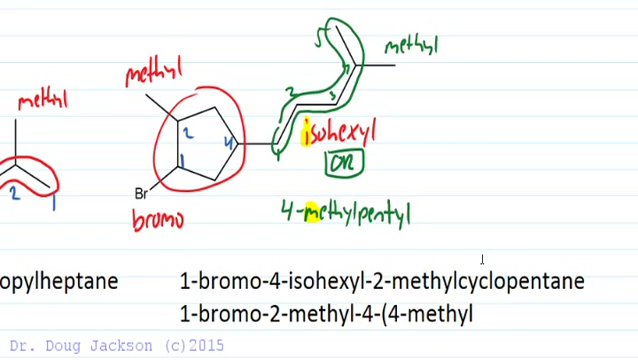 5
methyl
methyl
methyl
4
2
3
2
4
isohexyl
1
1
OR
2
1
Br
bromo
4-methylpentyl
opylheptane
1-bromo-4-isohexyl-2-methylcyclopentane
1-bromo-2-methyl-4-(4-methyl
Dr. Doug Jackson (c)2015